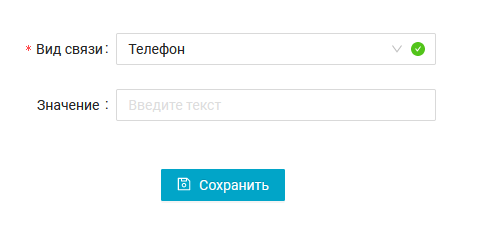 * Вид связи: Телефон
Значение : Введите текст
Сохранить